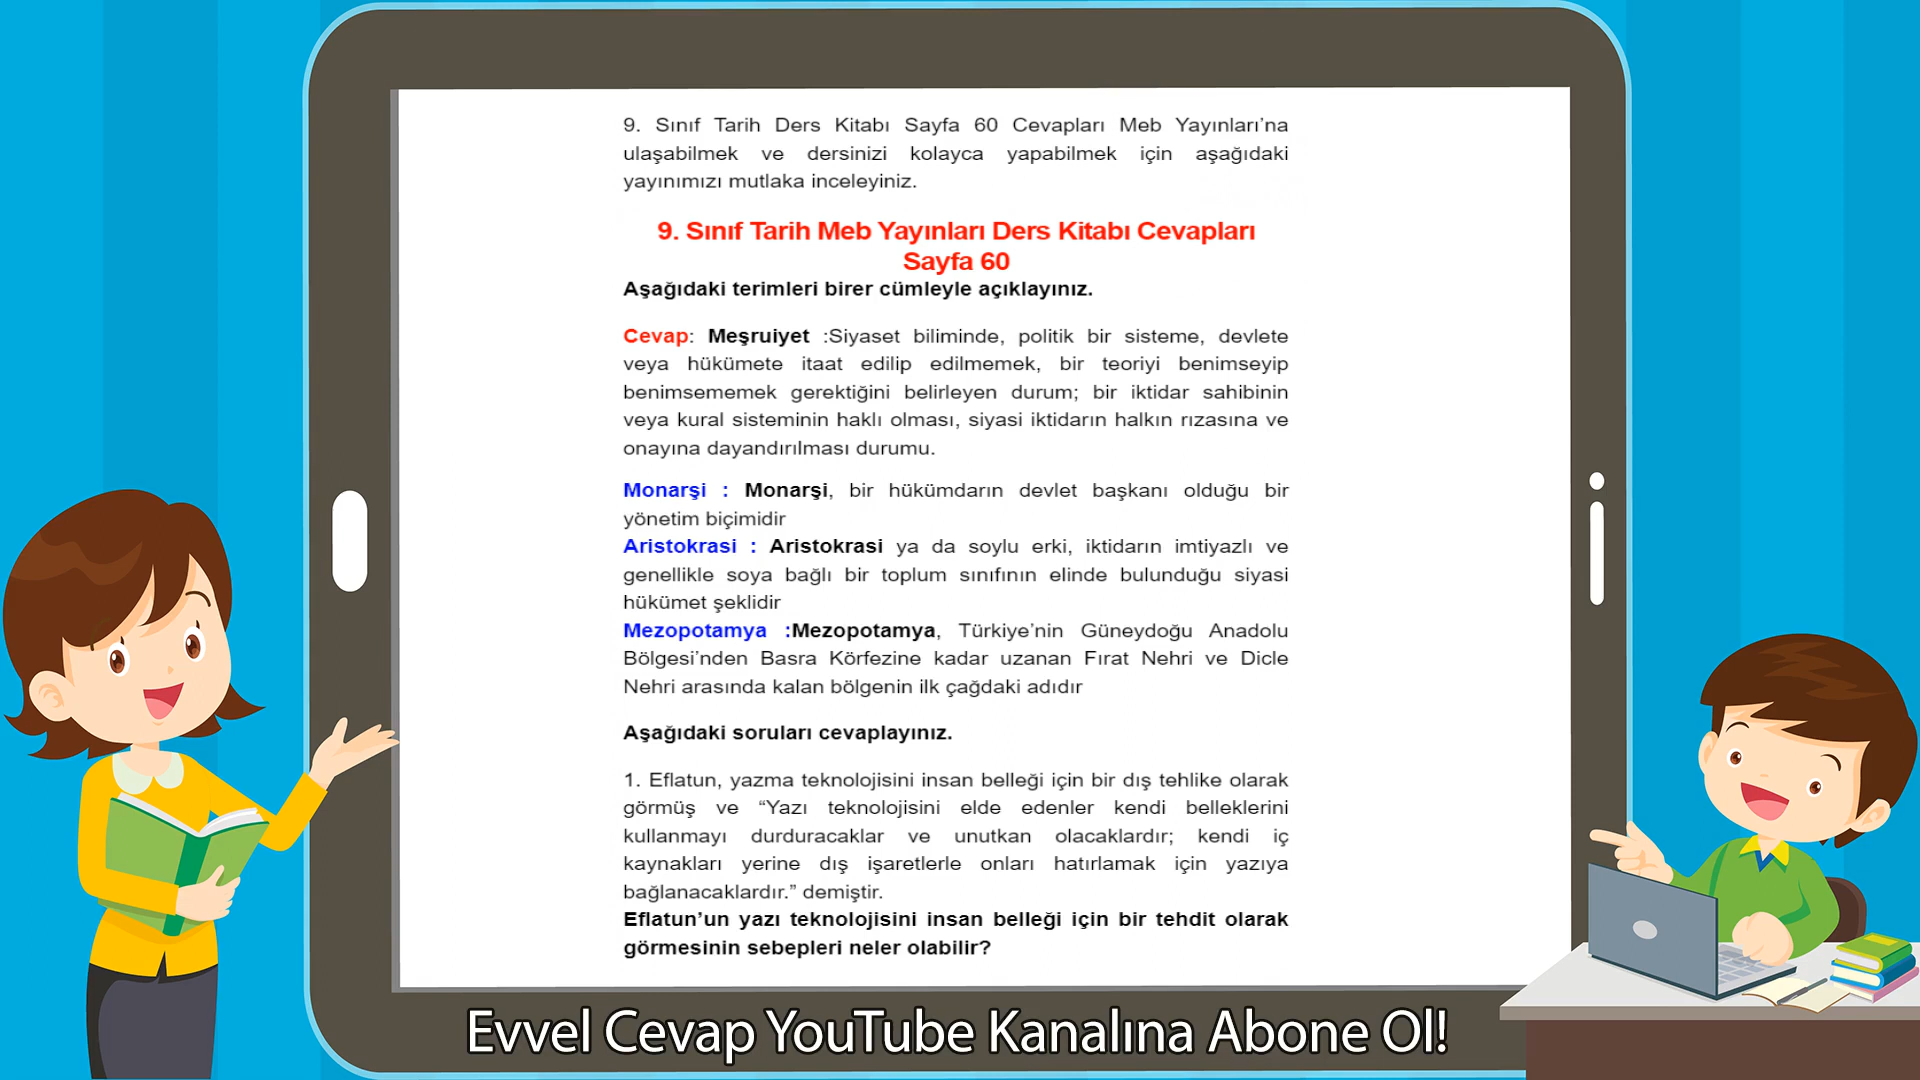 9. Sınıf Tarih Ders Kitabı Sayfa 60 Cevapları Meb Yayınları’na
ulaşabilmek ve dersinizi kolayca yapabilmek için aşağıdaki
yayınımızı mutlaka inceleyiniz.
9. Sınıf Tarih Meb Yayınları Ders Kitabı Cevapları
Sayfa 60
Aşağıdaki terimleri birer cümleyle açıklayınız.
Cevap: Meşruiyet :Siyaset biliminde, politik bir sisteme, devlete
veya hükümete itaat edilip edilmemek, bir teoriyi benimseyip
benimsememek gerektiğini belirleyen durum; bir iktidar sahibinin
veya kural sisteminin haklı olması, siyasi iktidarın halkın rızasına ve
onayına dayandırılması durumu.
Monarşi : Monarşi, bir hükümdarın devlet başkanı olduğu bir
yönetim biçimidir
Aristokrasi : Aristokrasi ya da soylu erki, iktidarın imtiyazlı ve
genellikle soya bağlı bir toplum sınıfının elinde bulunduğu siyasi
hükümet şeklidir
Mezopotamya :Mezopotamya, Türkiye’nin Güneydoğu Anadolu
Bölgesi’nden Basra Körfezine kadar uzanan Fırat Nehri ve Dicle
Nehri arasında kalan bölgenin ilk çağdaki adıdır
Aşağıdaki soruları cevaplayınız.
1. Eflatun, yazma teknolojisini insan belleği için bir dış tehlike olarak
görmüş ve “Yazı teknolojisini elde edenler kendi belleklerini
kullanmayı durduracaklar ve unutkan olacaklardır; kendi iç
kaynakları yerine dış işaretlerle onları hatırlamak için yazıya
bağlanacaklardır.” demiştir.
Eflatun’un yazı teknolojisini insan belleği için bir tehdit olarak
görmesinin sebepleri neler olabilir?
Evvel Cevap YouTube Kanalına Abone Ol!